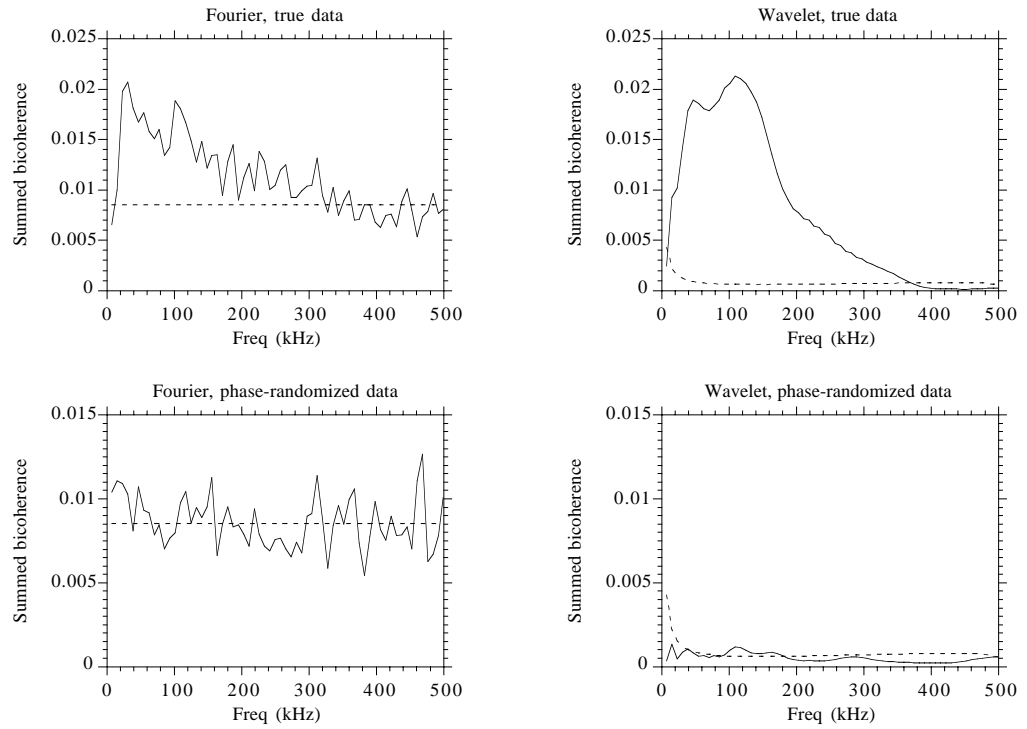 Fourier, true data
0.025
0.02
0.015
0.01
0.005
0
Summed bicoherence
0 100 200 300 400 500
Freq (kHz)
Wavelet, true data
0.025
0.02
0.015
0.01
0.005
0
Summed bicoherence
0 100 200 300 400 500
Freq (kHz)
Fourier, phase-randomized data
0.015
0.01
0.005
0
Summed bicoherence
0 100 200 300 400 500
Freq (kHz)
Wavelet, phase-randomized data
0.015
0.01
0.005
0
Summed bicoherence
0 100 200 300 400 500
Freq (kHz)